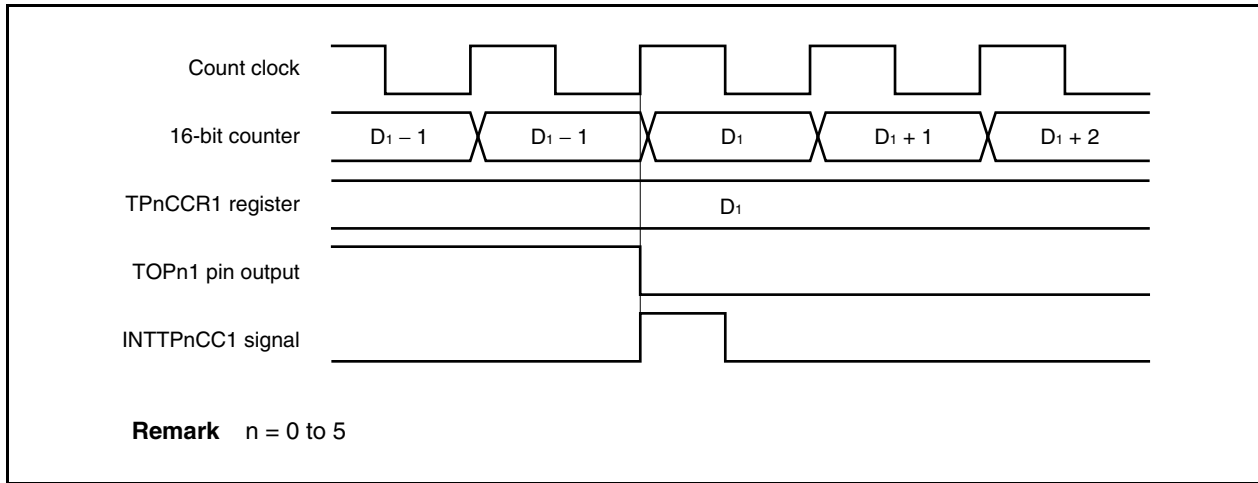 Count clock
16-bit counter
D₁ − 1 D₁ − 1 D₁ D₁ + 1 D₁ + 2
TPnCCR1 register
D₁
TOPn1 pin output
INTTPnCC1 signal
Remark n = 0 to 5